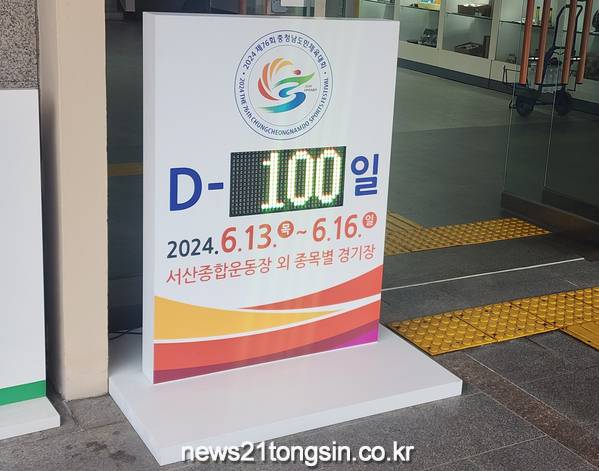 2024 제76회 충청남도민체육대회
2024 THE 76th CHUNGCHEONGNAMDO SPORTS FESTIVAL
D-100일
2024. 6.13.목 ~ 6.16.일
서산종합운동장 외 종목별 경기장
news21tongsin.co.kr